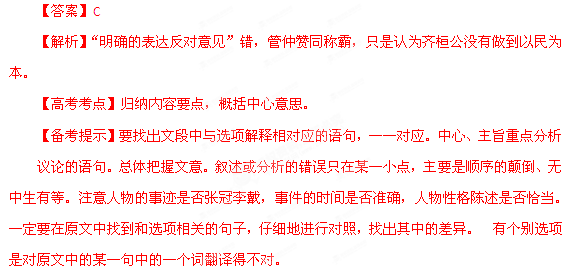 【答案】C
【解析】“明确的表达反对意见”错，管仲赞同称霸，只是认为齐桓公没有做到以民为
本。
【高考考点】归纳内容要点，概括中心意思。
【备考提示】要找出文段中与选项解释相对应的语句，一一对应。中心、主旨重点分析
议论的语句。总体把握文意。叙述或分析的错误只在某一小点，主要是顺序的颠倒、无
中生有等。注意人物的事迹是否张冠李戴，事件的时间是否准确，人物性格陈述是否恰当。
一定要在原文中找到和选项相关的句子，仔细地进行对照，找出其中的差异。 有个别选项
是对原文中的某一句中的一个词翻译得不对。